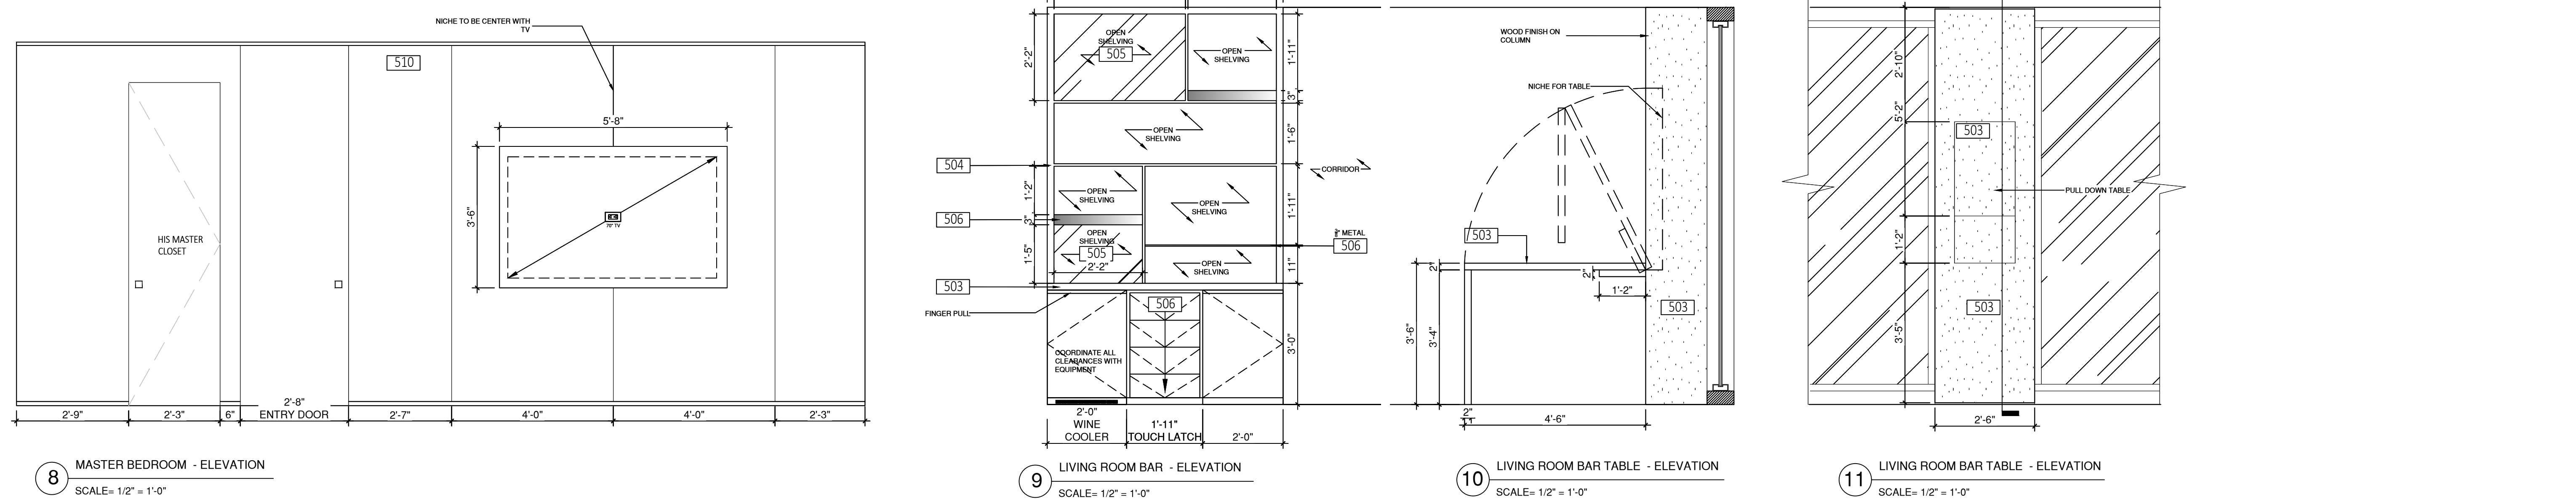 NICHE TO BE CENTER WITH
TV
510
5'-8"
3'-6"
70" TV
HIS MASTER
CLOSET
2'-9"
2'-3"
6"
2'-8"
ENTRY DOOR
2'-7"
4'-0"
4'-0"
2'-3"
8
MASTER BEDROOM - ELEVATION
SCALE= 1/2" = 1'-0"
OPEN
SHELVING
505
OPEN
SHELVING
2'-2"
1'-11"
3"
OPEN
SHELVING
1'-6"
504
CORRIDOR
1'-2"
OPEN
SHELVING
OPEN
SHELVING
1'-11"
506
3"
OPEN
SHELVING
505
2'-2"
1'-5"
OPEN
SHELVING
11"
METAL
506
503
FINGER PULL
506
COORDINATE ALL
CLEARANCES WITH
EQUIPMENT
3'-0"
2'-0"
WINE
COOLER
1'-11"
TOUCH LATCH
2'-0"
9
LIVING ROOM BAR - ELEVATION
SCALE= 1/2" = 1'-0"
WOOD FINISH ON
COLUMN
NICHE FOR TABLE
503
2"
2"
1'-2"
503
3'-6"
3'-4"
2"
4'-6"
10
LIVING ROOM BAR TABLE - ELEVATION
SCALE= 1/2" = 1'-0"
2'-10"
5'-2"
503
PULL DOWN TABLE
1'-2"
503
3'-5"
2'-6"
11
LIVING ROOM BAR TABLE - ELEVATION
SCALE= 1/2" = 1'-0"